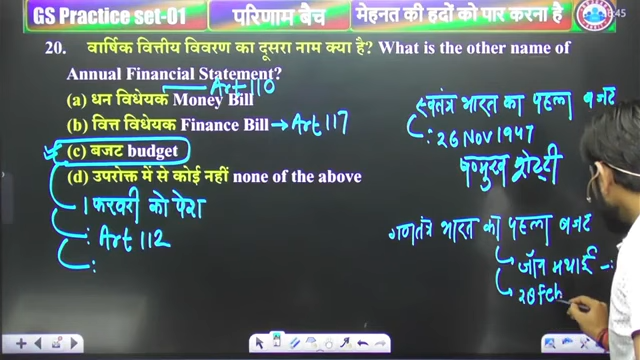 GS Practice set-01 परिणाम बैच मेहनत की हदों को पार करना है
:45
20. वार्षिक वित्तीय विवरण का दूसरा नाम क्या है? What is the other name of
Annual Financial Statement?
Art 110
(a) धन विधेयक Money Bill
(b) वित्त विधेयक Finance Bill → Art 117
(c) बजट budget
(d) उपरोक्त में से कोई नहीं none of the above
1 फरवरी को पेश
: Art 112
:
स्वतंत्र भारत का पहला बजट
: 26 Nov 1947
षण्मुख शेट्टी
गणतंत्र भारत का पहला बजट
जॉन मथाई -:
28 Feb